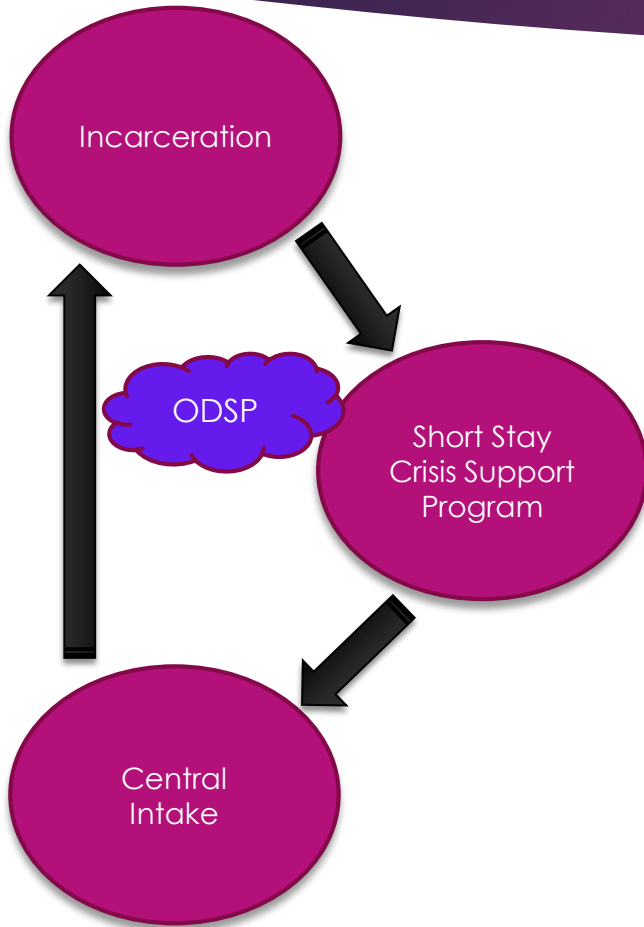 Incarceration
ODSP
Short Stay
Crisis Support
Program
Central
Intake